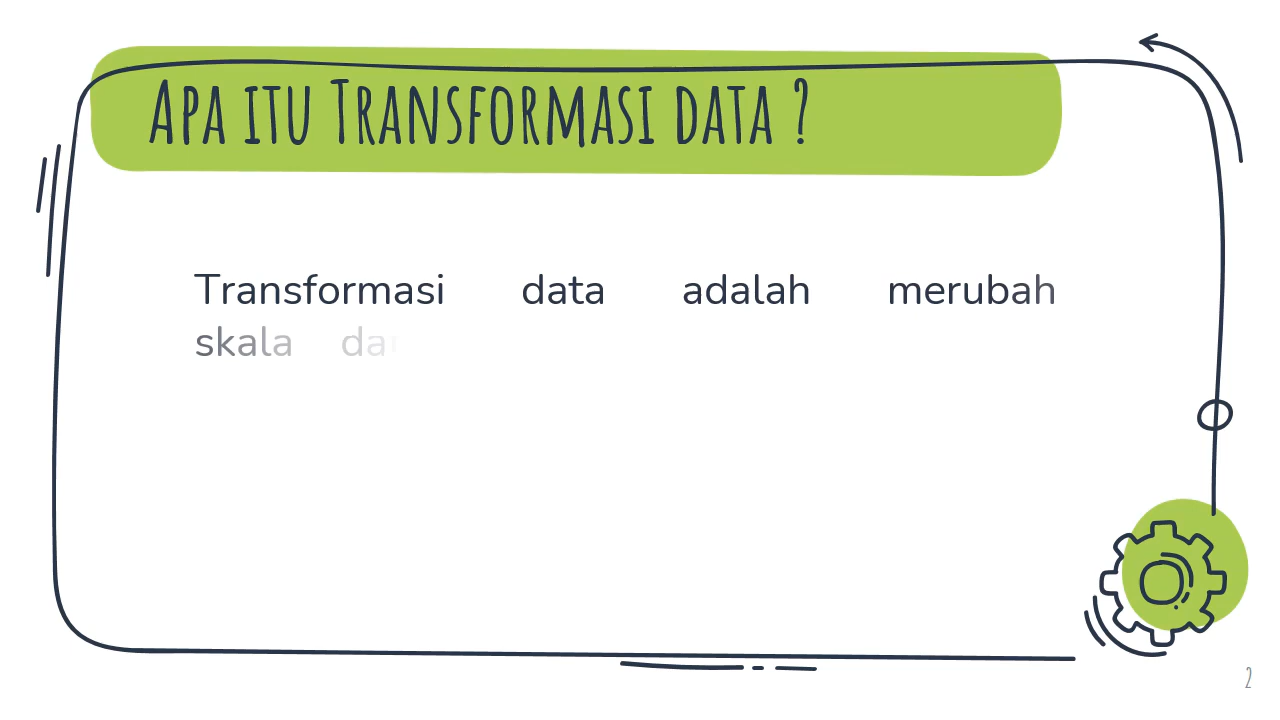 Apa itu Transformasi data ?
Transformasi data adalah merubah
skala
2